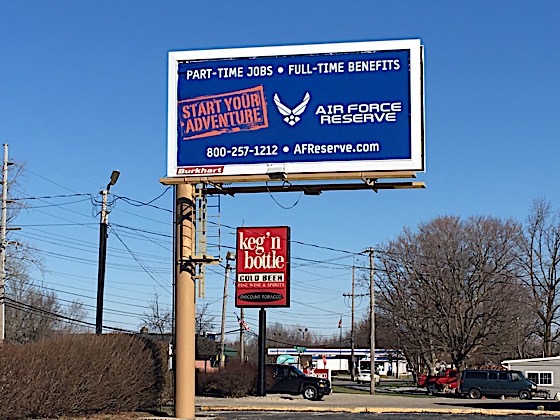 PART-TIME JOBS • FULL-TIME BENEFITS
START YOUR
ADVENTURE
AIR FORCE
RESERVE
800-257-1212 • AFReserve.com
Burkhart
keg'n
bottle
COLD BEER
FINE WINE & SPIRITS
DISCOUNT TOBACCO